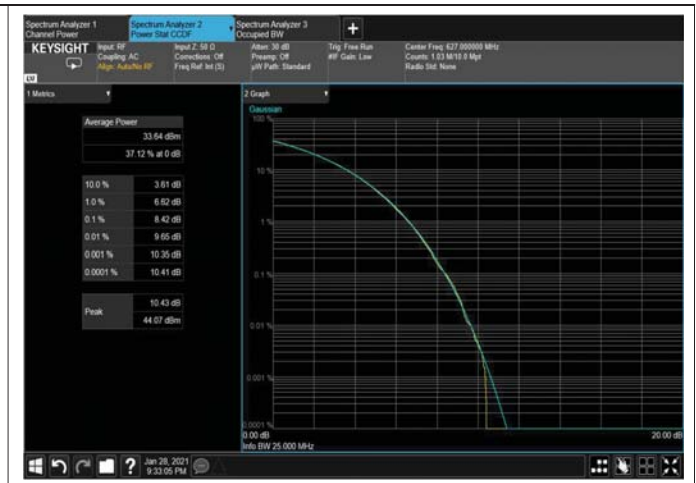 Spectrum Analyzer 1
Channel Power
Spectrum Analyzer 2
Power Stat CCDF
Spectrum Analyzer 3
Occupied BW
KEYSIGHT
Input: RF
Coupling: AC
Align: Auto/No RF
Input Z: 50 Ω
Corrections: Off
Freq Ref: Int (S)
Atten: 30 dB
Preamp: Off
µW Path: Standard
Trig: Free Run
#IF Gain: Low
Center Freq: 627.000000 MHz
Counts: 1.03 M/10.0 Mpt
Radio Std: None
1 Metrics
Average Power
33.64 dBm
37.12 % at 0 dB
10.0 % 3.61 dB
1.0 % 6.62 dB
0.1 % 8.42 dB
0.01 % 9.65 dB
0.001 % 10.35 dB
0.0001 % 10.41 dB
Peak
10.43 dB
44.07 dBm
2 Graph
Gaussian
100 %
10 %
1 %
0.1 %
0.01 %
0.001 %
0.0001 %
0.00 dB
20.00 dB
Info BW 25.000 MHz
Jan 28, 2021
9:33:05 PM